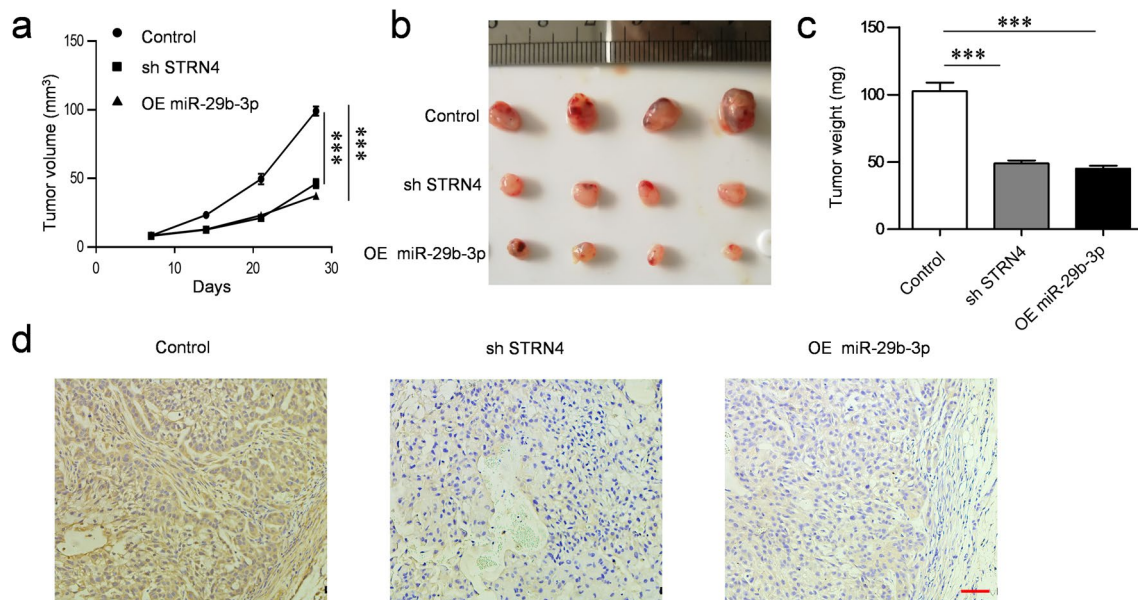 a
Tumor volume (mm³)
150
100
50
0
0
10
20
30
Days
Control
sh STRN4
OE miR-29b-3p
***
***
b
Control
sh STRN4
OE miR-29b-3p
c
Tumor weight (mg)
150
100
50
0
***
***
Control
sh STRN4
OE miR-29b-3p
d
Control
sh STRN4
OE miR-29b-3p